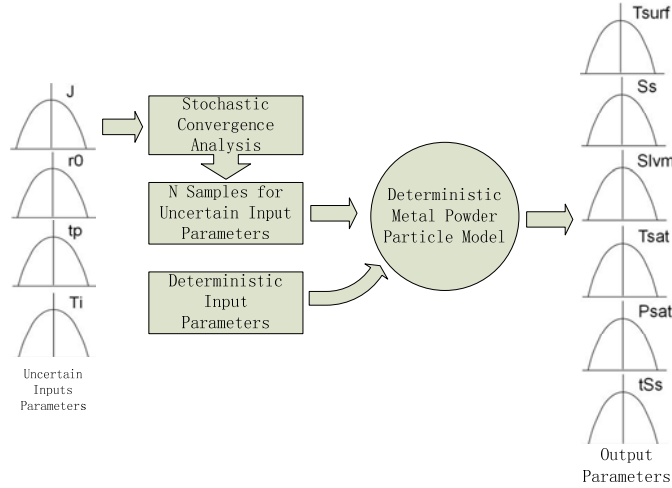 J
r0
tp
Ti
Uncertain
Inputs
Parameters
Stochastic
Convergence
Analysis
N Samples for
Uncertain Input
Parameters
Deterministic
Input
Parameters
Deterministic
Metal Powder
Particle Model
Tsurf
Ss
Slvm
Tsat
Psat
tSs
Output
Parameters